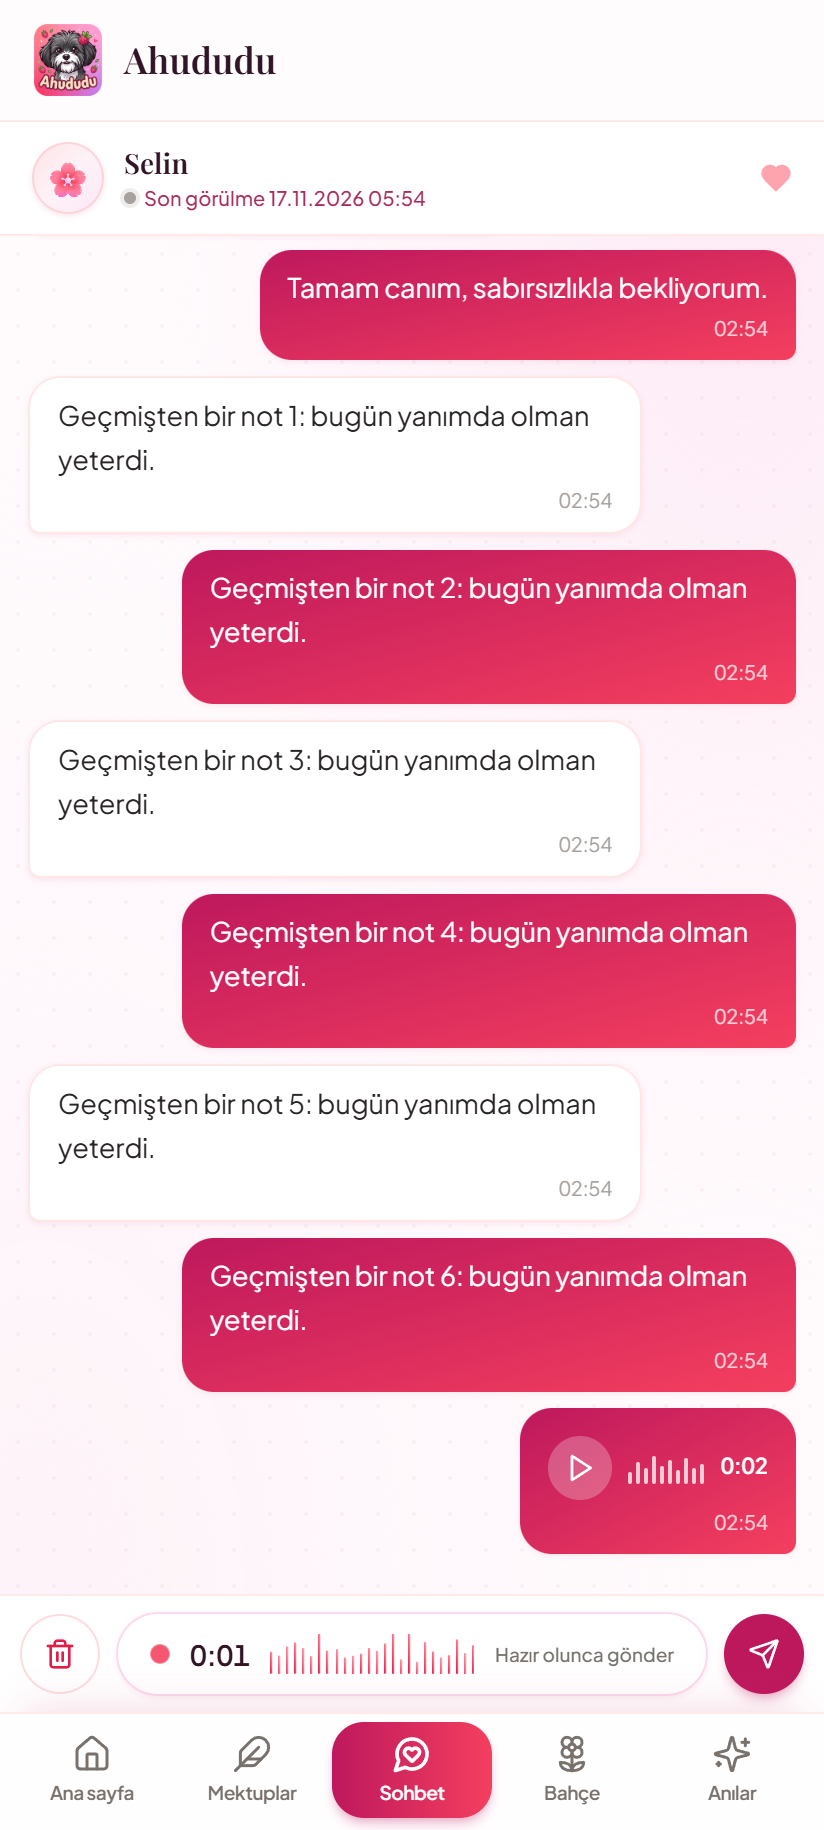 Ahududu
Ahududu
Selin
Son görülme 17.11.2026 05:54
Tamam canım, sabırsızlıkla bekliyorum.
02:54
Geçmişten bir not 1: bugün yanımda olman
yeterdi.
02:54
Geçmişten bir not 2: bugün yanımda olman
yeterdi.
02:54
Geçmişten bir not 3: bugün yanımda olman
yeterdi.
02:54
Geçmişten bir not 4: bugün yanımda olman
yeterdi.
02:54
Geçmişten bir not 5: bugün yanımda olman
yeterdi.
02:54
Geçmişten bir not 6: bugün yanımda olman
yeterdi.
02:54
0:02
02:54
0:01 Hazır olunca gönder
Ana sayfa Mektuplar Sohbet Bahçe Anılar